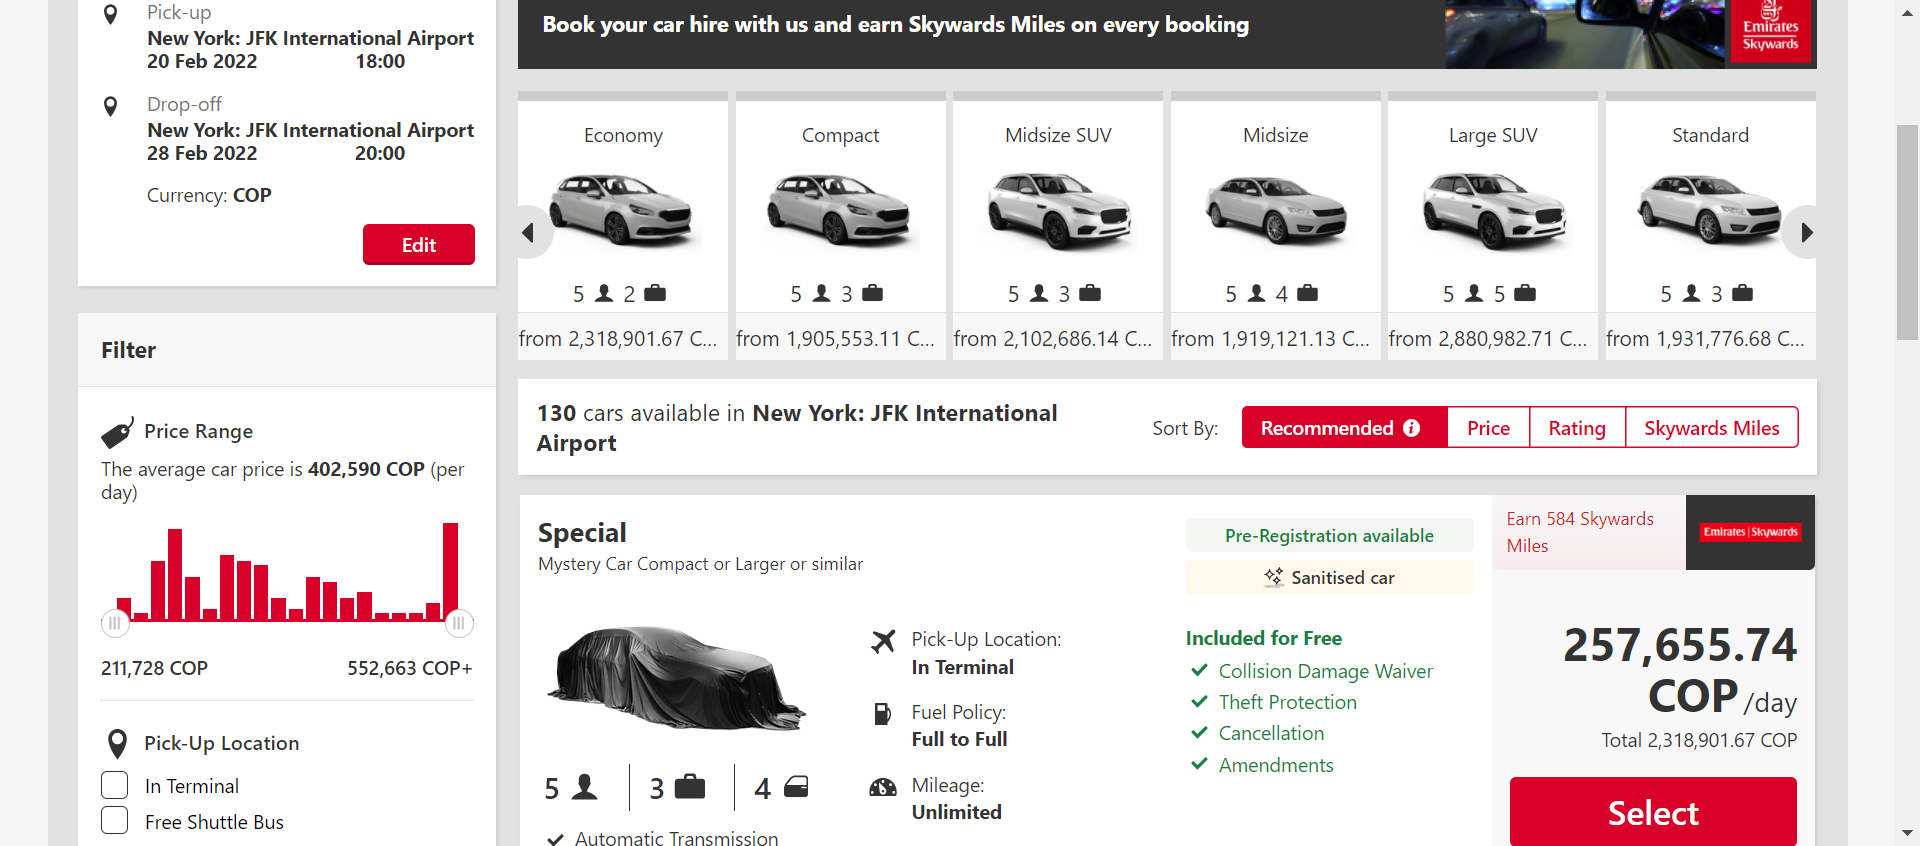 Pick-up
New York: JFK International Airport
20 Feb 2022 18:00
Drop-off
New York: JFK International Airport
28 Feb 2022 20:00
Currency: COP
Edit
Filter
Price Range
The average car price is 402,590 COP (per
day)
211,728 COP 552,663 COP+
Pick-Up Location
In Terminal
Free Shuttle Bus
Book your car hire with us and earn Skywards Miles on every booking
Emirates
Skywards
Economy
5 2
from 2,318,901.67 C...
Compact
5 3
from 1,905,553.11 C...
Midsize SUV
5 3
from 2,102,686.14 C...
Midsize
5 4
from 1,919,121.13 C...
Large SUV
5 5
from 2,880,982.71 C...
Standard
5 3
from 1,931,776.68 C...
130 cars available in New York: JFK International
Airport
Sort By: Recommended Price Rating Skywards Miles
Special
Mystery Car Compact or Larger or similar
5 3 4
Automatic Transmission
Pick-Up Location:
In Terminal
Fuel Policy:
Full to Full
Mileage:
Unlimited
Pre-Registration available
Sanitised car
Included for Free
Collision Damage Waiver
Theft Protection
Cancellation
Amendments
Earn 584 Skywards
Miles
Emirates | Skywards
257,655.74
COP /day
Total 2,318,901.67 COP
Select